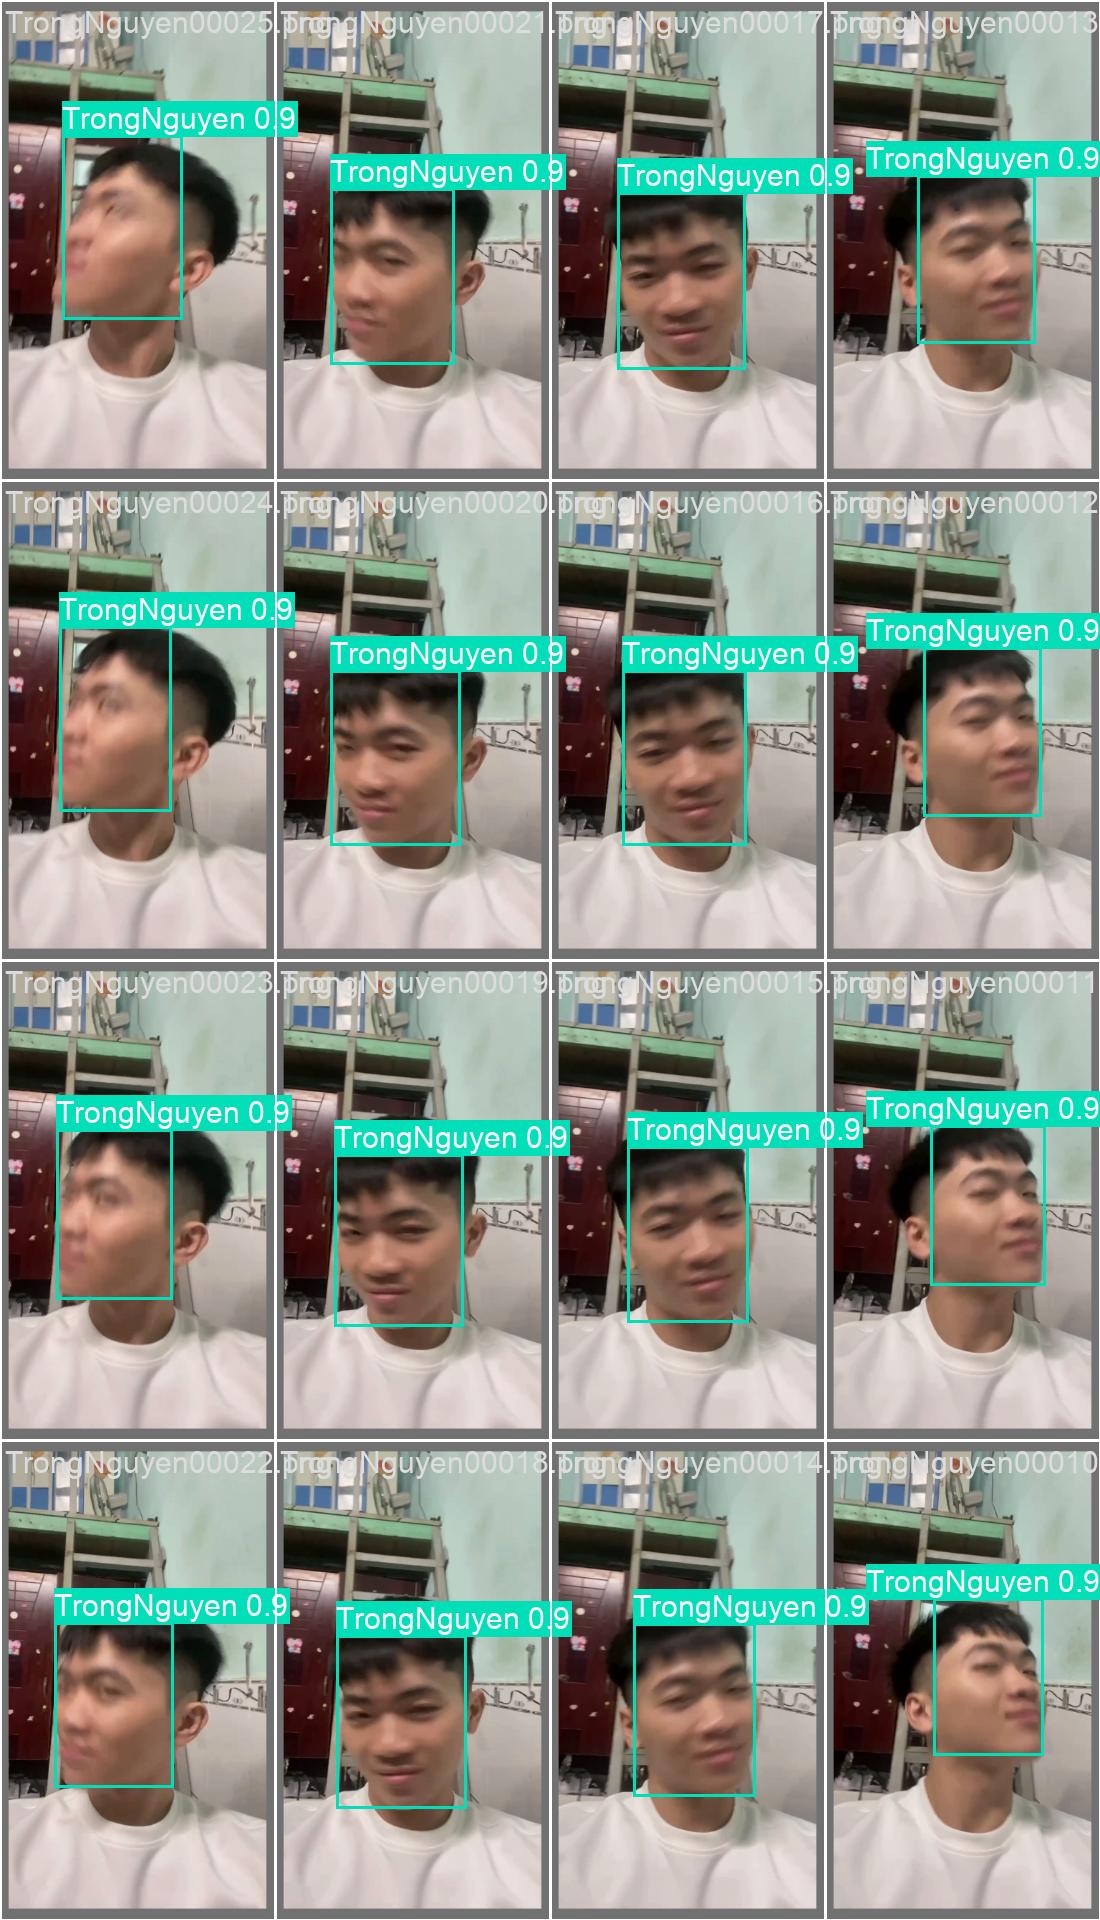 TrongNguyen00025.png
TrongNguyen00021.png
TrongNguyen00017.png
TrongNguyen00013
TrongNguyen 0.9
TrongNguyen 0.9
TrongNguyen 0.9
TrongNguyen 0.9
TrongNguyen00024.png
TrongNguyen00020.png
TrongNguyen00016.png
TrongNguyen00012
TrongNguyen 0.9
TrongNguyen 0.9
TrongNguyen 0.9
TrongNguyen 0.9
TrongNguyen00023.png
TrongNguyen00019.png
TrongNguyen00015.png
TrongNguyen00011
TrongNguyen 0.9
TrongNguyen 0.9
TrongNguyen 0.9
TrongNguyen 0.9
TrongNguyen00022.png
TrongNguyen00018.png
TrongNguyen00014.png
TrongNguyen00010
TrongNguyen 0.9
TrongNguyen 0.9
TrongNguyen 0.9
TrongNguyen 0.9